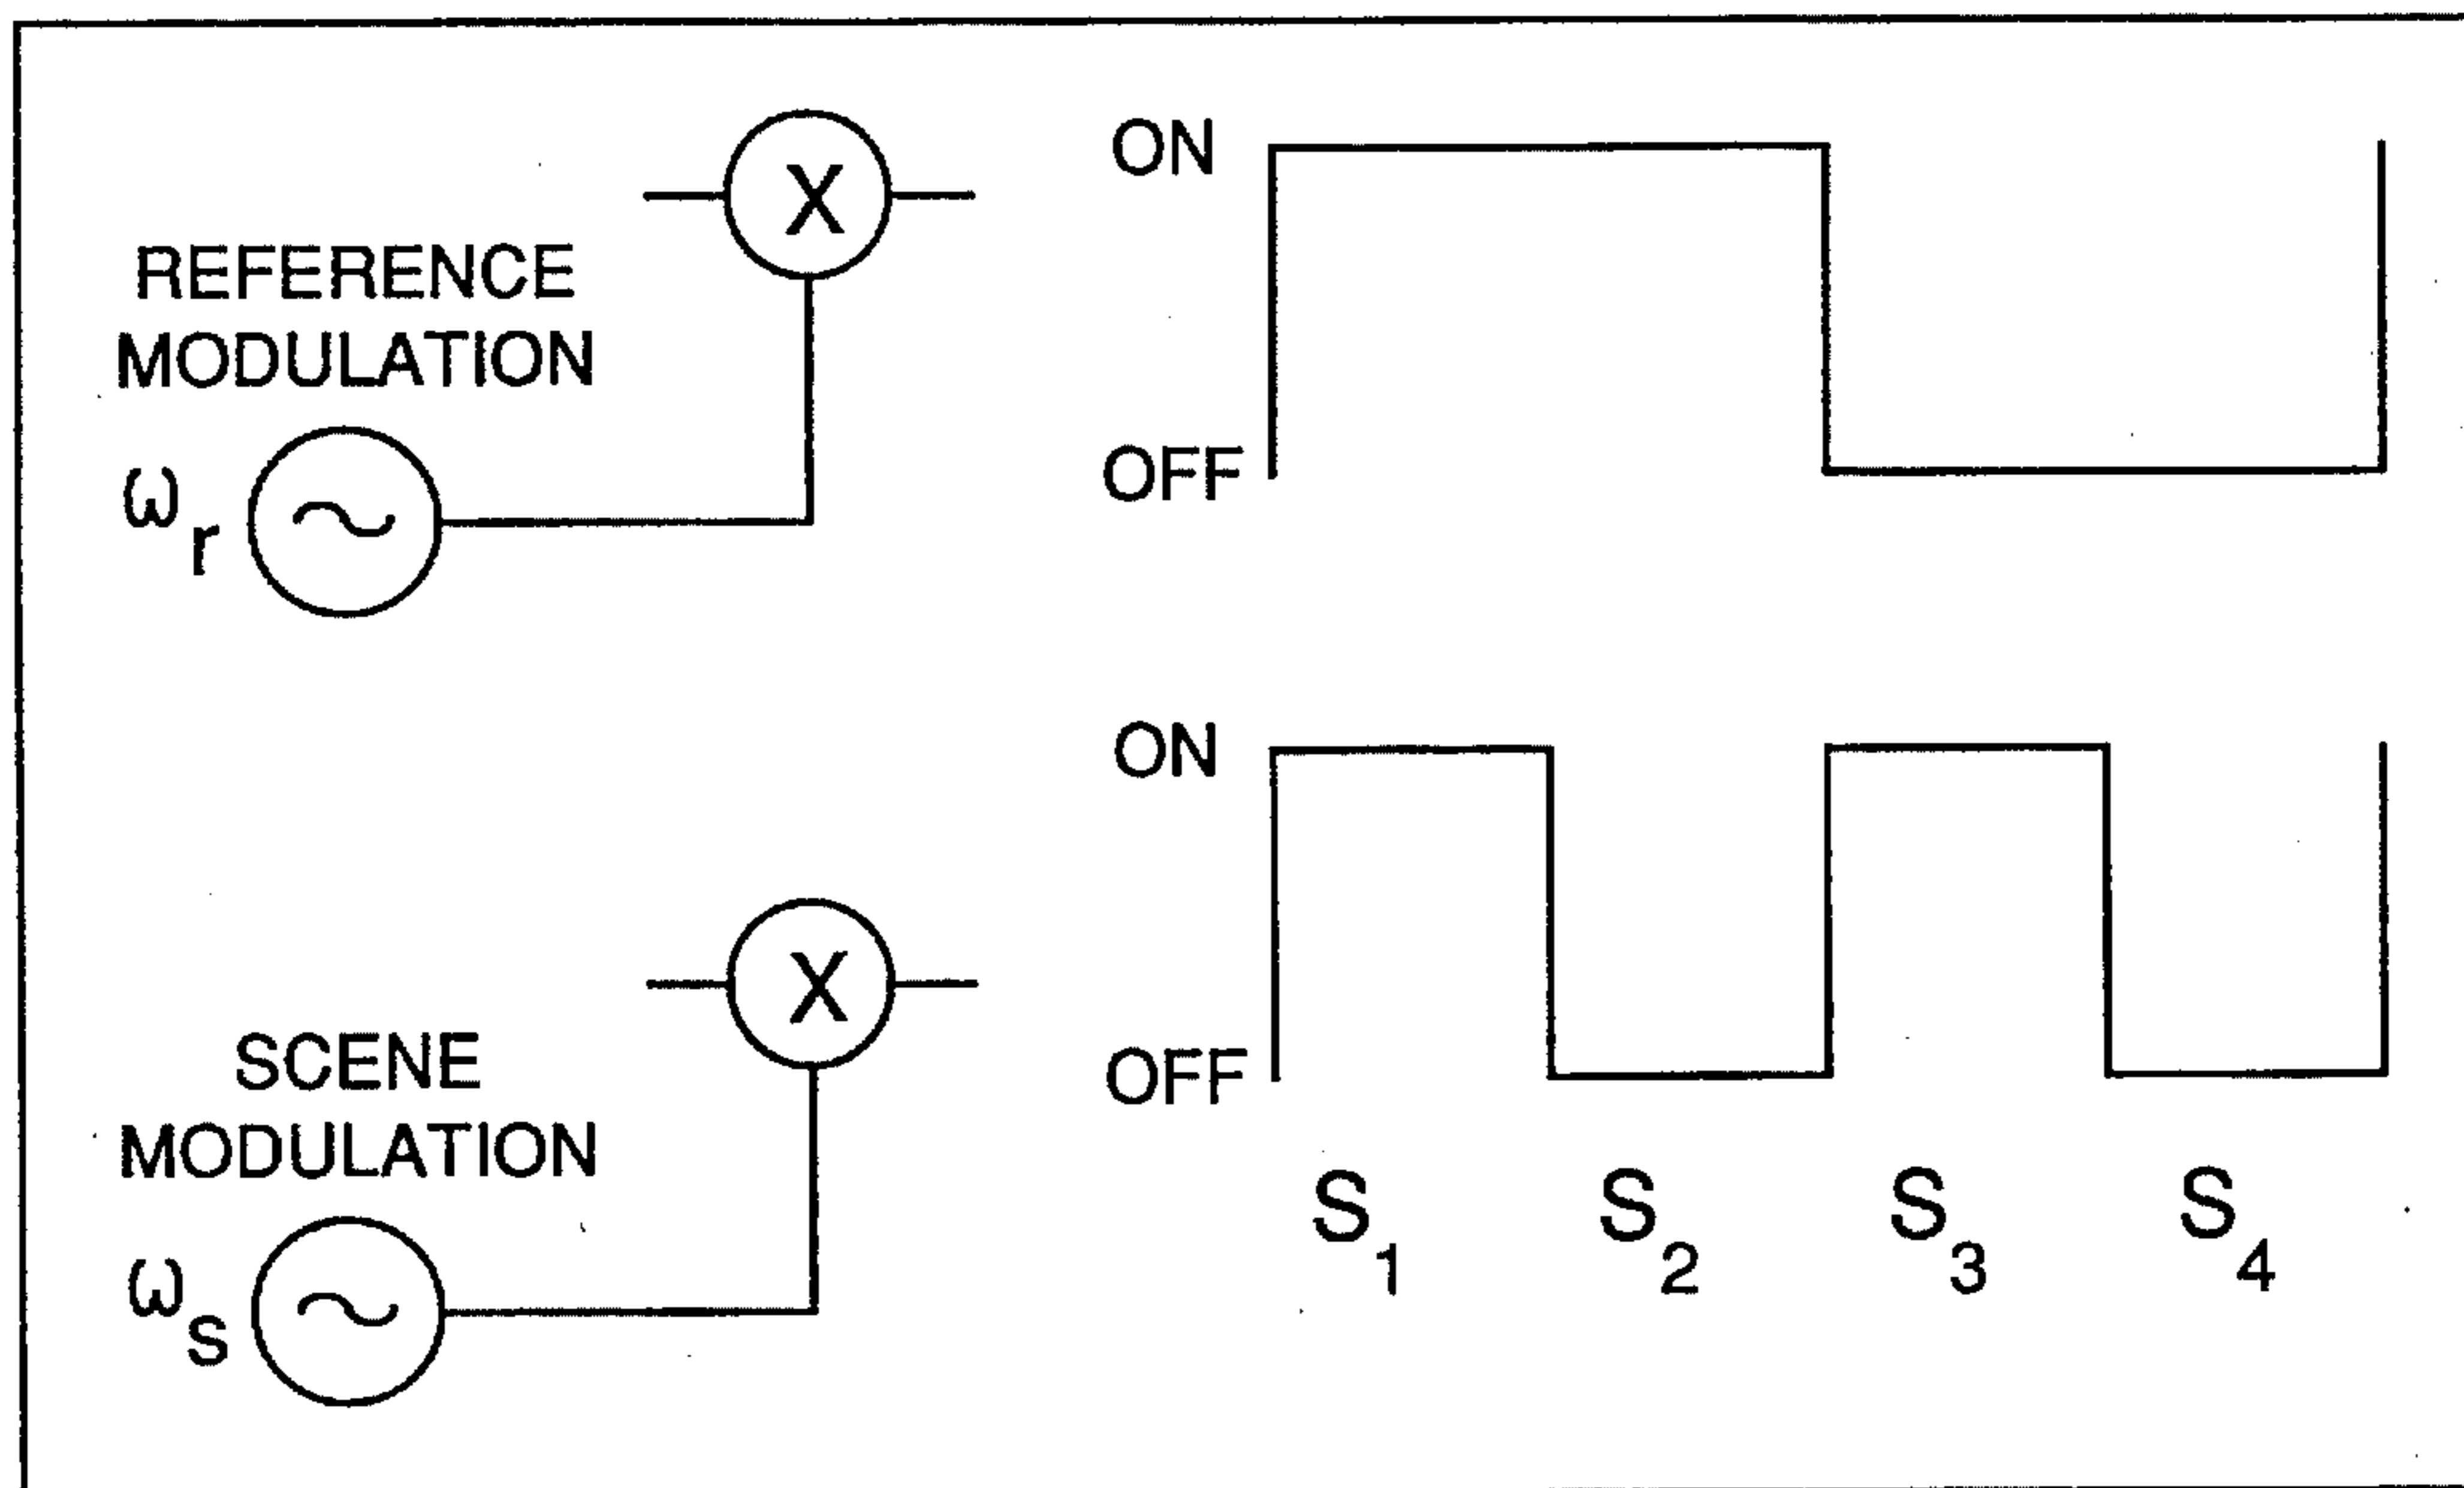 ON
X
REFERENCE
MODULATION
ω r
OFF
ON
X
SCENE
MODULATION
OFF
ω s
S 1 S 2 S 3 S 4